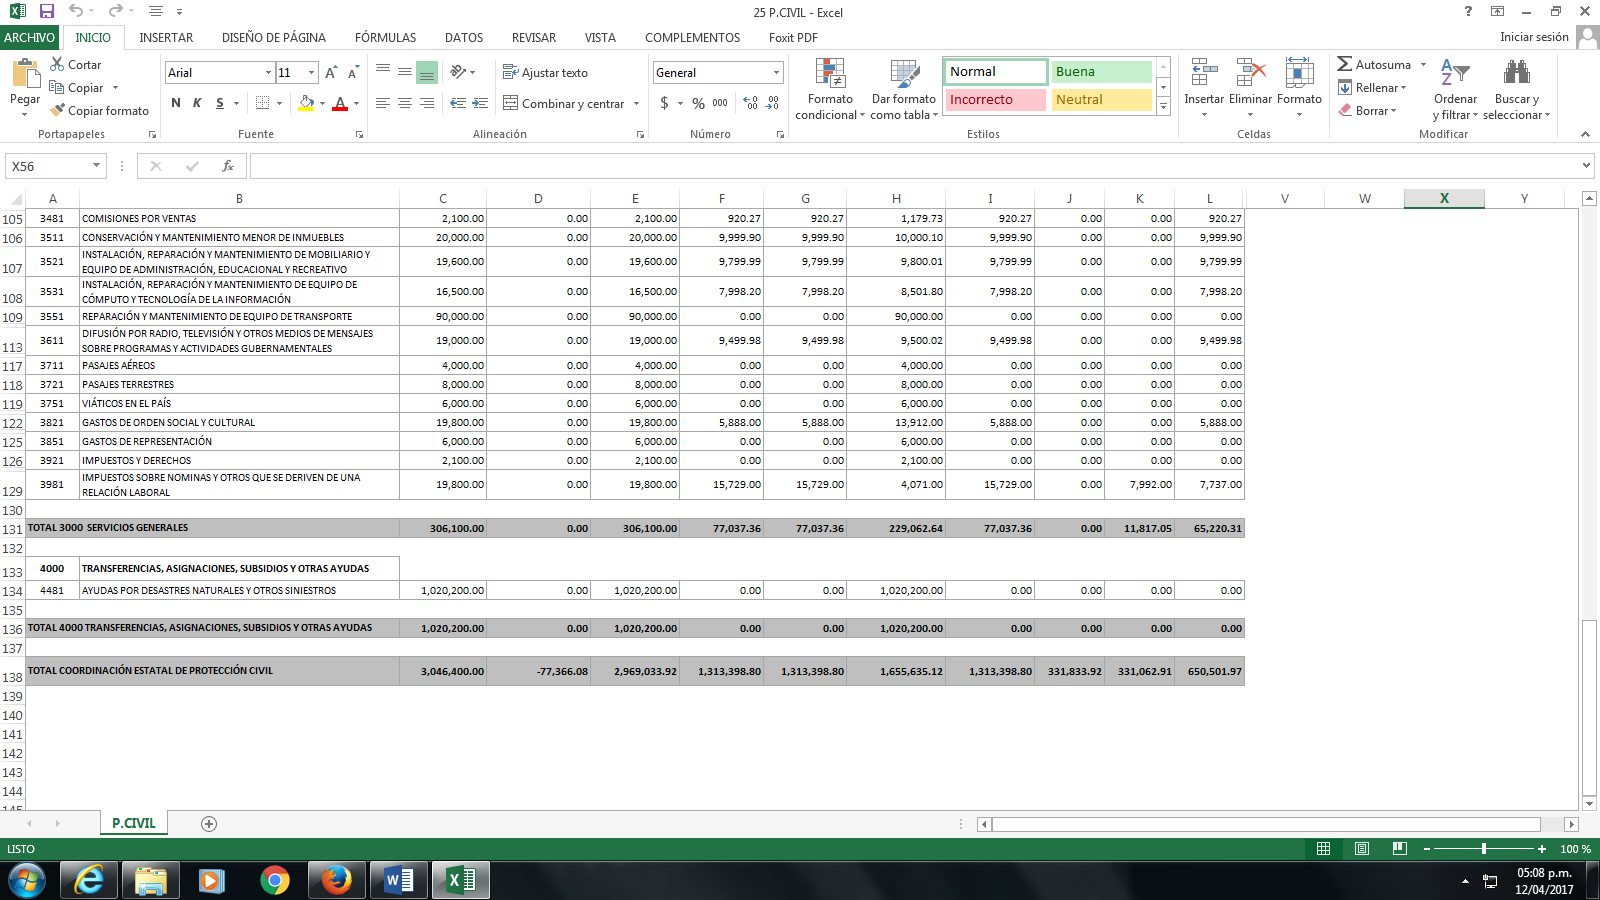 25 P.CIVIL - Excel
ARCHIVO INICIO INSERTAR DISEÑO DE PÁGINA FÓRMULAS DATOS REVISAR VISTA COMPLEMENTOS Foxit PDF Iniciar sesión
Pegar
Cortar
Copiar
Copiar formato
Portapapeles
Arial 11
N K S
Fuente
Ajustar texto
Combinar y centrar
Alineación
General
$ % 000
Número
Formato condicional
Dar formato como tabla
Normal Buena
Incorrecto Neutral
Estilos
Insertar Eliminar Formato
Celdas
Autosuma
Rellenar
Borrar
Ordenar y filtrar
Buscar y seleccionar
Modificar
X56 fx
A B C D E F G H I J K L V W X Y
105 3481 COMISIONES POR VENTAS 2,100.00 0.00 2,100.00 920.27 920.27 1,179.73 920.27 0.00 0.00 920.27
106 3511 CONSERVACIÓN Y MANTENIMIENTO MENOR DE INMUEBLES 20,000.00 0.00 20,000.00 9,999.90 9,999.90 10,000.10 9,999.90 0.00 0.00 9,999.90
INSTALACIÓN, REPARACIÓN Y MANTENIMIENTO DE MOBILIARIO Y
107 3521 EQUIPO DE ADMINISTRACIÓN, EDUCACIONAL Y RECREATIVO 19,600.00 0.00 19,600.00 9,799.99 9,799.99 9,800.01 9,799.99 0.00 0.00 9,799.99
INSTALACIÓN, REPARACIÓN Y MANTENIMIENTO DE EQUIPO DE
108 3531 CÓMPUTO Y TECNOLOGÍA DE LA INFORMACIÓN 16,500.00 0.00 16,500.00 7,998.20 7,998.20 8,501.80 7,998.20 0.00 0.00 7,998.20
109 3551 REPARACIÓN Y MANTENIMIENTO DE EQUIPO DE TRANSPORTE 90,000.00 0.00 90,000.00 0.00 0.00 90,000.00 0.00 0.00 0.00 0.00
DIFUSIÓN POR RADIO, TELEVISIÓN Y OTROS MEDIOS DE MENSAJES
113 3611 SOBRE PROGRAMAS Y ACTIVIDADES GUBERNAMENTALES 19,000.00 0.00 19,000.00 9,499.98 9,499.98 9,500.02 9,499.98 0.00 0.00 9,499.98
117 3711 PASAJES AÉREOS 4,000.00 0.00 4,000.00 0.00 0.00 4,000.00 0.00 0.00 0.00 0.00
118 3721 PASAJES TERRESTRES 8,000.00 0.00 8,000.00 0.00 0.00 8,000.00 0.00 0.00 0.00 0.00
119 3751 VIÁTICOS EN EL PAÍS 6,000.00 0.00 6,000.00 0.00 0.00 6,000.00 0.00 0.00 0.00 0.00
122 3821 GASTOS DE ORDEN SOCIAL Y CULTURAL 19,800.00 0.00 19,800.00 5,888.00 5,888.00 13,912.00 5,888.00 0.00 0.00 5,888.00
125 3851 GASTOS DE REPRESENTACIÓN 6,000.00 0.00 6,000.00 0.00 0.00 6,000.00 0.00 0.00 0.00 0.00
126 3921 IMPUESTOS Y DERECHOS 2,100.00 0.00 2,100.00 0.00 0.00 2,100.00 0.00 0.00 0.00 0.00
IMPUESTOS SOBRE NOMINAS Y OTROS QUE SE DERIVEN DE UNA
129 3981 RELACIÓN LABORAL 19,800.00 0.00 19,800.00 15,729.00 15,729.00 4,071.00 15,729.00 0.00 7,992.00 7,737.00
130
131 TOTAL 3000 SERVICIOS GENERALES 306,100.00 0.00 306,100.00 77,037.36 77,037.36 229,062.64 77,037.36 0.00 11,817.05 65,220.31
132
133 4000 TRANSFERENCIAS, ASIGNACIONES, SUBSIDIOS Y OTRAS AYUDAS
134 4481 AYUDAS POR DESASTRES NATURALES Y OTROS SINIESTROS 1,020,200.00 0.00 1,020,200.00 0.00 0.00 1,020,200.00 0.00 0.00 0.00 0.00
135
136 TOTAL 4000 TRANSFERENCIAS, ASIGNACIONES, SUBSIDIOS Y OTRAS AYUDAS 1,020,200.00 0.00 1,020,200.00 0.00 0.00 1,020,200.00 0.00 0.00 0.00 0.00
137
138 TOTAL COORDINACIÓN ESTATAL DE PROTECCIÓN CIVIL 3,046,400.00 -77,366.08 2,969,033.92 1,313,398.80 1,313,398.80 1,655,635.12 1,313,398.80 331,833.92 331,062.91 650,501.97
139
140
141
142
143
144
145
P.CIVIL
LISTO 100 %
05:08 p.m.
12/04/2017